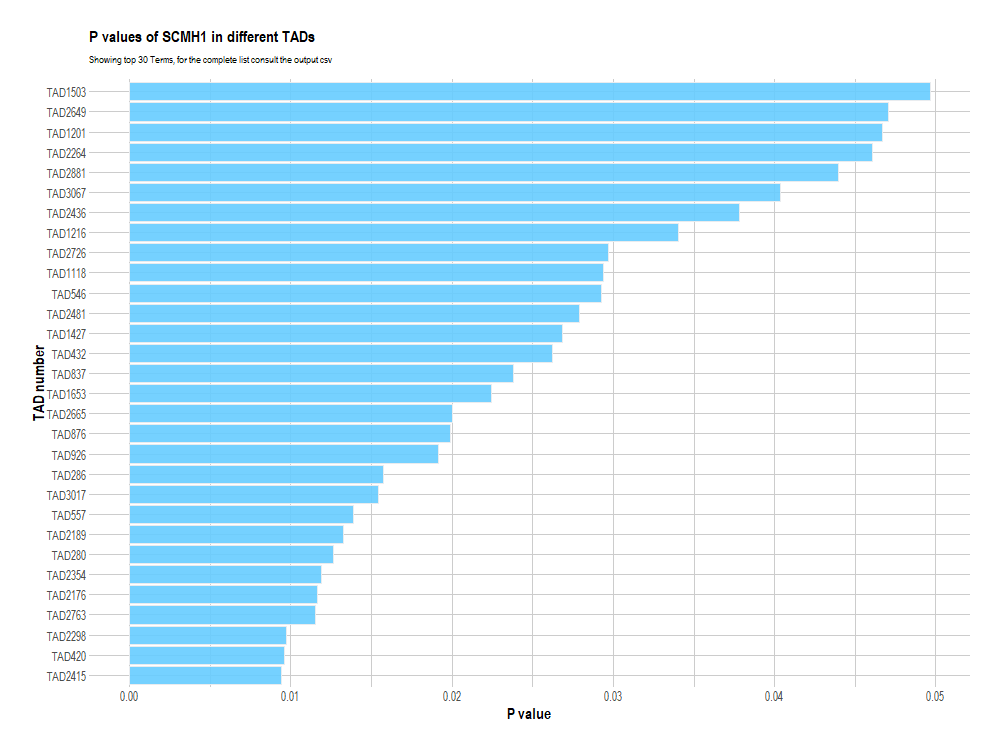 P values of SCMH1 in different TADs
Showing top 30 Terms, for the complete list consult the output csv
TAD number
TAD1503
TAD2649
TAD1201
TAD2264
TAD2881
TAD3067
TAD2436
TAD1216
TAD2726
TAD1118
TAD546
TAD2481
TAD1427
TAD432
TAD837
TAD1653
TAD2665
TAD876
TAD926
TAD286
TAD3017
TAD557
TAD2189
TAD280
TAD2354
TAD2176
TAD2763
TAD2298
TAD420
TAD2415
0.00 0.01 0.02 0.03 0.04 0.05
P value